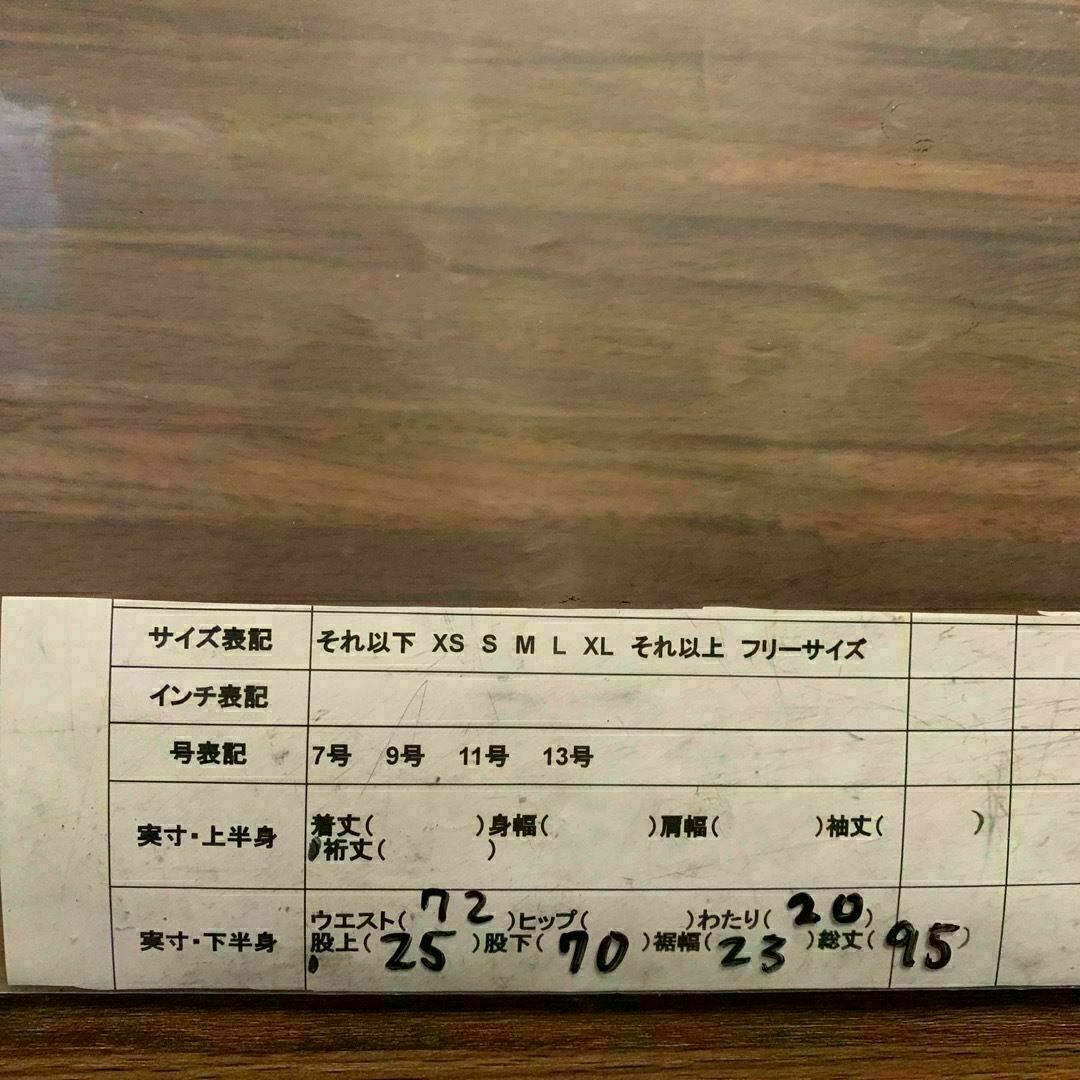 サイズ表記 それ以下 XS S M L XL それ以上 フリーサイズ
インチ表記
号表記 7号 9号 11号 13号
実寸・上半身 着丈( )身幅( )肩幅( )袖丈( )
裄丈( )
実寸・下半身 ウエスト( 72 )ヒップ( )わたり( 20 )
股上( 25 )股下( 70 )裾幅( 23 )総丈( 95 )